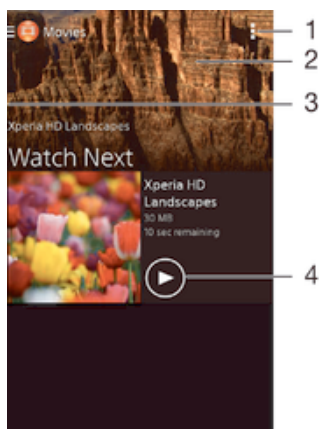 Movies
1
2
3
Xperia HD Landscapes
Watch Next
Xperia HD
Landscapes
30 MB
10 sec remaining
4